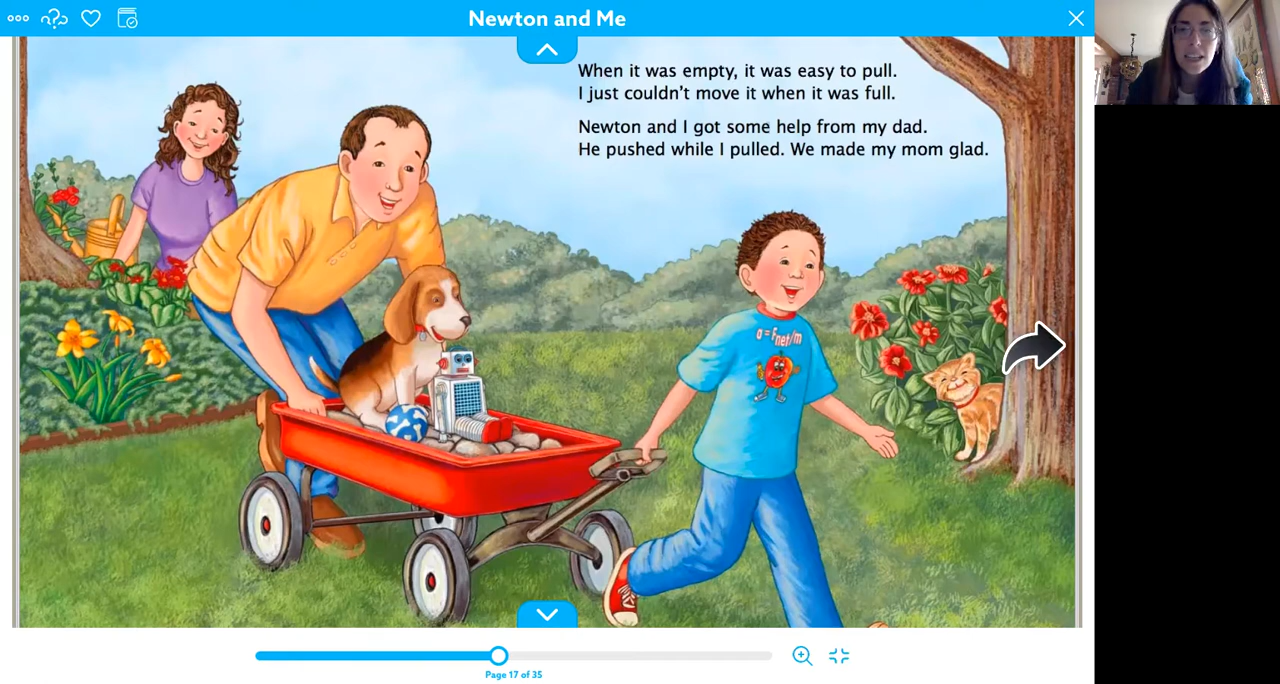 Newton and Me
When it was empty, it was easy to pull.
I just couldn't move it when it was full.
Newton and I got some help from my dad.
He pushed while I pulled. We made my mom glad.
a = Fnet/m
Page 17 of 35